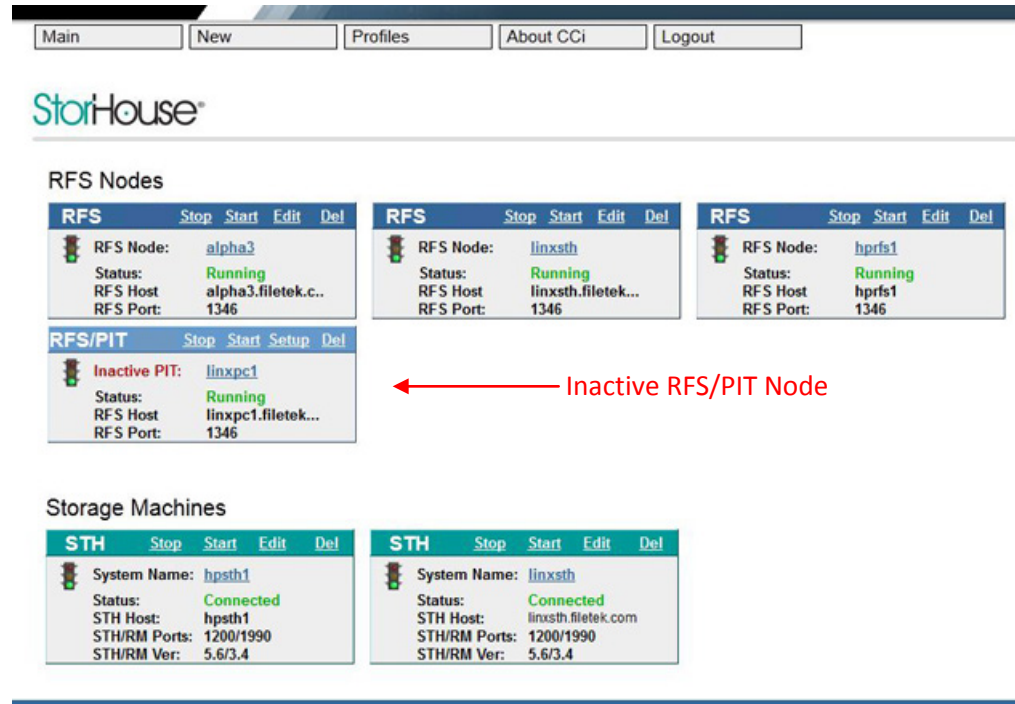 Main New Profiles About CCi Logout
StorHouse®
RFS Nodes
RFS Stop Start Edit Del
RFS Node: alpha3
Status: Running
RFS Host alpha3.filetek.c..
RFS Port: 1346
RFS Stop Start Edit Del
RFS Node: linxsth
Status: Running
RFS Host linxsth.filetek...
RFS Port: 1346
RFS Stop Start Edit Del
RFS Node: hprfs1
Status: Running
RFS Host hprfs1
RFS Port: 1346
RFS/PIT Stop Start Setup Del
Inactive PIT: linxpc1
Status: Running
RFS Host linxpc1.filetek...
RFS Port: 1346
Inactive RFS/PIT Node
Storage Machines
STH Stop Start Edit Del
System Name: hpsth1
Status: Connected
STH Host: hpsth1
STH/RM Ports: 1200/1990
STH/RM Ver: 5.6/3.4
STH Stop Start Edit Del
System Name: linxsth
Status: Connected
STH Host: linxsth.filetek.com
STH/RM Ports: 1200/1990
STH/RM Ver: 5.6/3.4